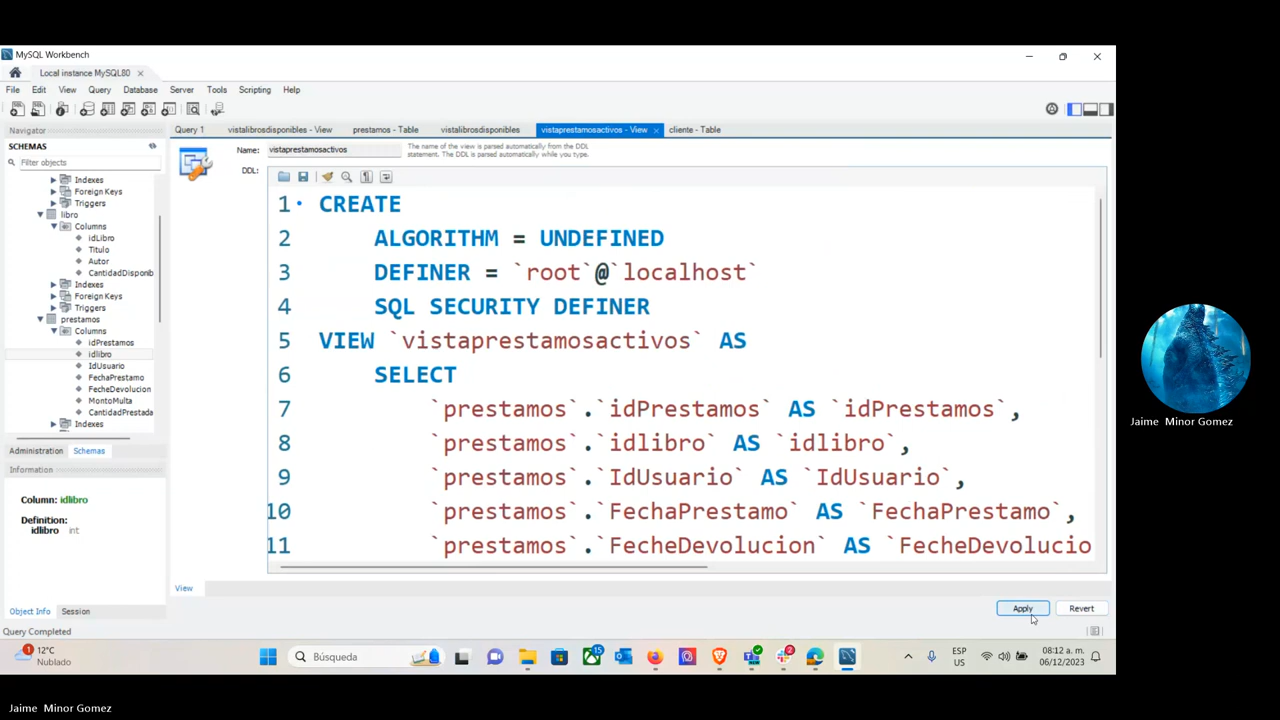 MySQL Workbench
Local instance MySQL80
File Edit View Query Database Server Tools Scripting Help
Navigator
SCHEMAS
Filter objects
Indexes
Foreign Keys
Triggers
libro
Columns
idLibro
Titulo
Autor
CantidadDisponib
Indexes
Foreign Keys
Triggers
prestamos
Columns
idPrestamos
idlibro
IdUsuario
FechaPrestamo
FecheDevolucion
MontoMulta
CantidadPrestada
Indexes
Administration Schemas
Information
Column: idlibro
Definition:
idlibro int
Object Info Session
Query Completed
Query 1 vistalibrosdisponibles - View prestamos - Table vistalibrosdisponibles vistaprestamosactivos - View cliente - Table
Name: vistaprestamosactivos
The name of the view is parsed automatically from the DDL
statement. The DDL is parsed automatically while you type.
DDL:
1 CREATE
2 ALGORITHM = UNDEFINED
3 DEFINER = `root`@`localhost`
4 SQL SECURITY DEFINER
5 VIEW `vistaprestamosactivos` AS
6 SELECT
7 `prestamos`.`idPrestamos` AS `idPrestamos`,
8 `prestamos`.`idlibro` AS `idlibro`,
9 `prestamos`.`IdUsuario` AS `IdUsuario`,
10 `prestamos`.`FechaPrestamo` AS `FechaPrestamo`,
11 `prestamos`.`FecheDevolucion` AS `FecheDevolucio
View
Apply Revert
1
12°C
Nublado
Búsqueda
15
2
ESP
US
08:12 a. m.
06/12/2023
Jaime Minor Gomez
Jaime Minor Gomez